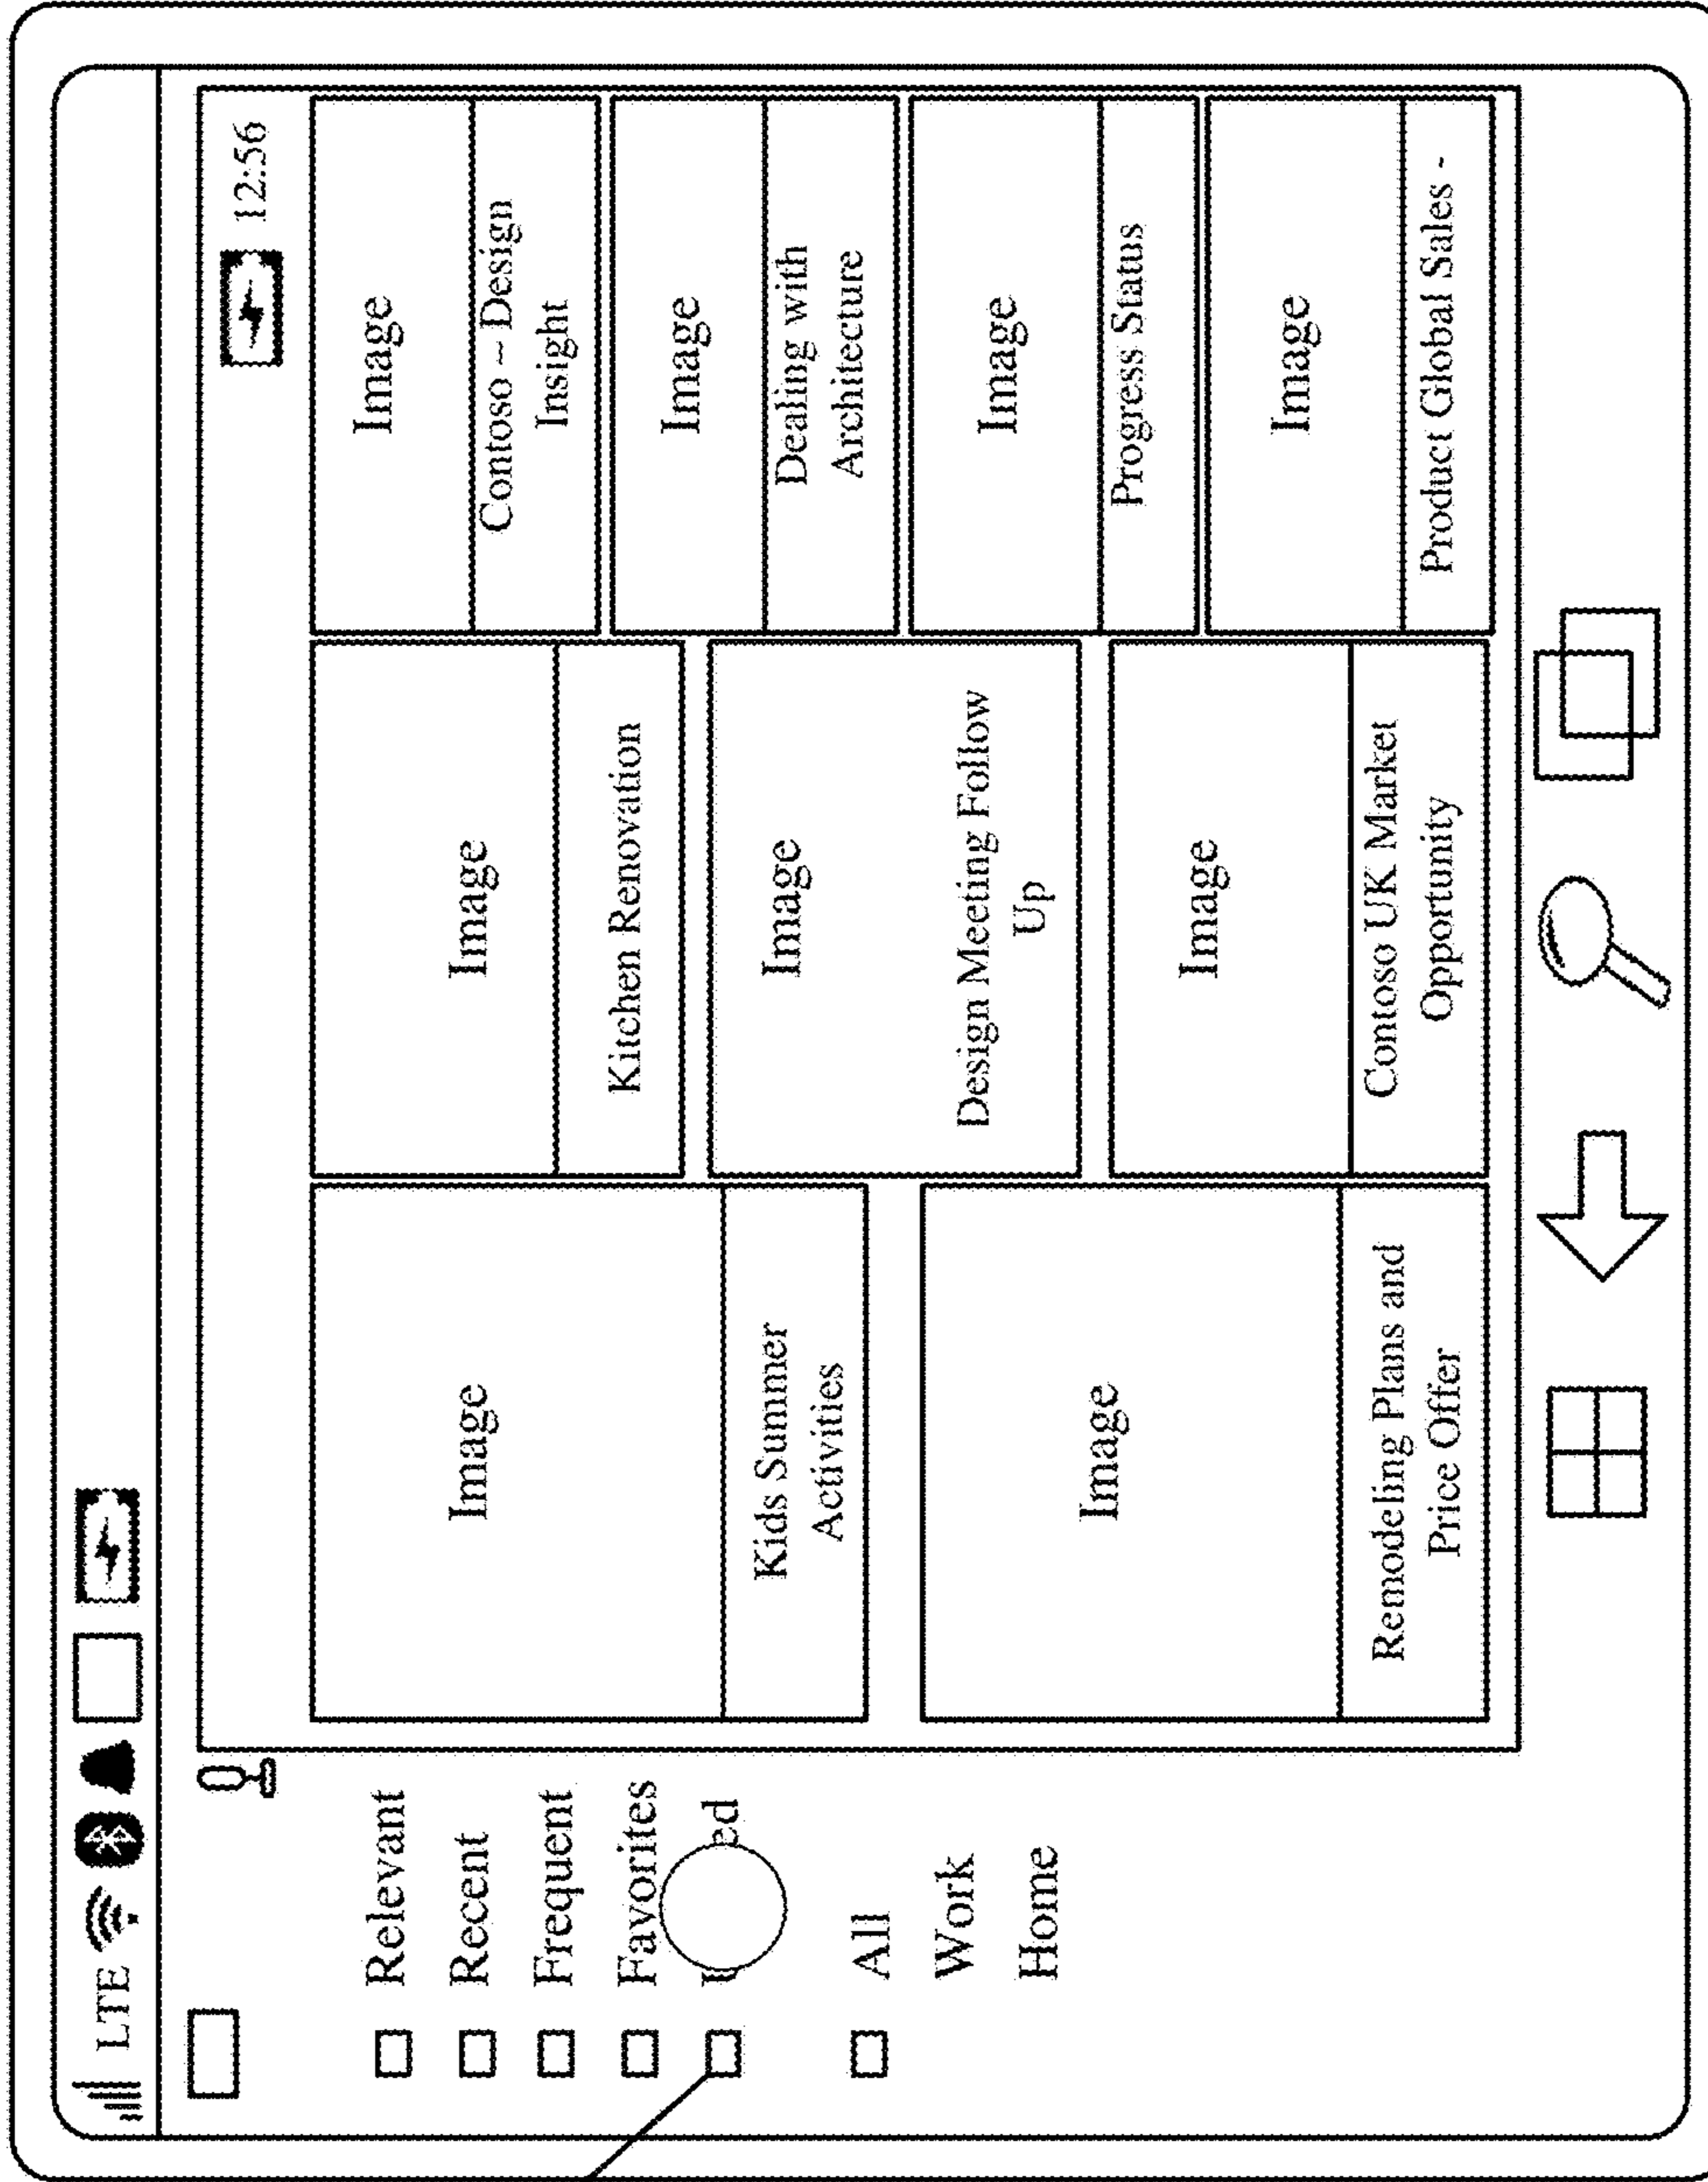 LTE
12:56
Relevant
Recent
Frequent
Favorites
All
Work
Home
Image
Kids Summer
Activities
Image
Remodeling Plans and
Price Offer
Image
Kitchen Renovation
Image
Design Meeting Follow
Up
Image
Contoso UK Market
Opportunity
Image
Contoso – Design
Insight
Image
Dealing with
Architecture
Image
Progress Status
Image
Product Global Sales -